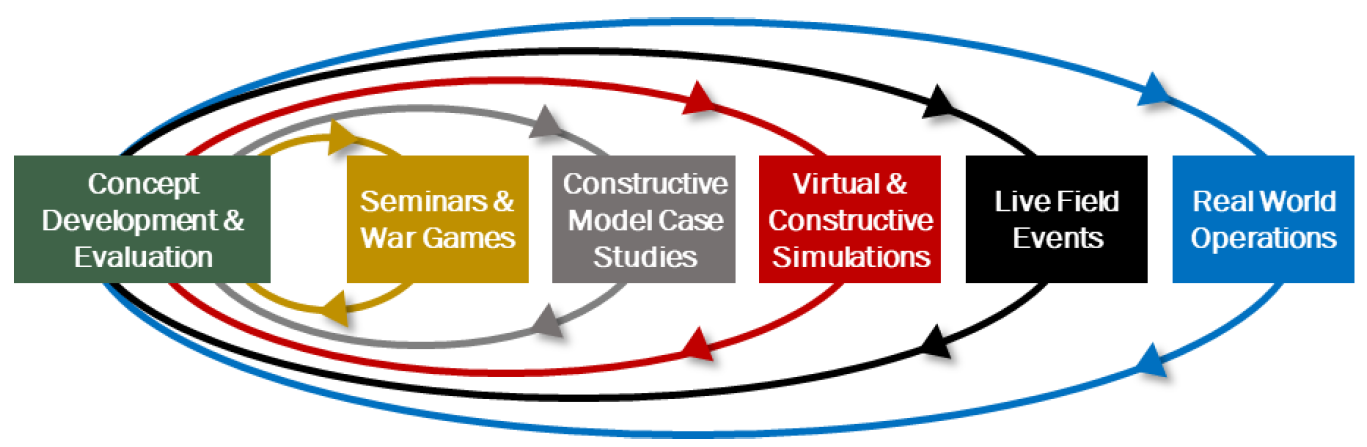 Concept
Development &
Evaluation
Seminars &
War Games
Constructive
Model Case
Studies
Virtual &
Constructive
Simulations
Live Field
Events
Real World
Operations